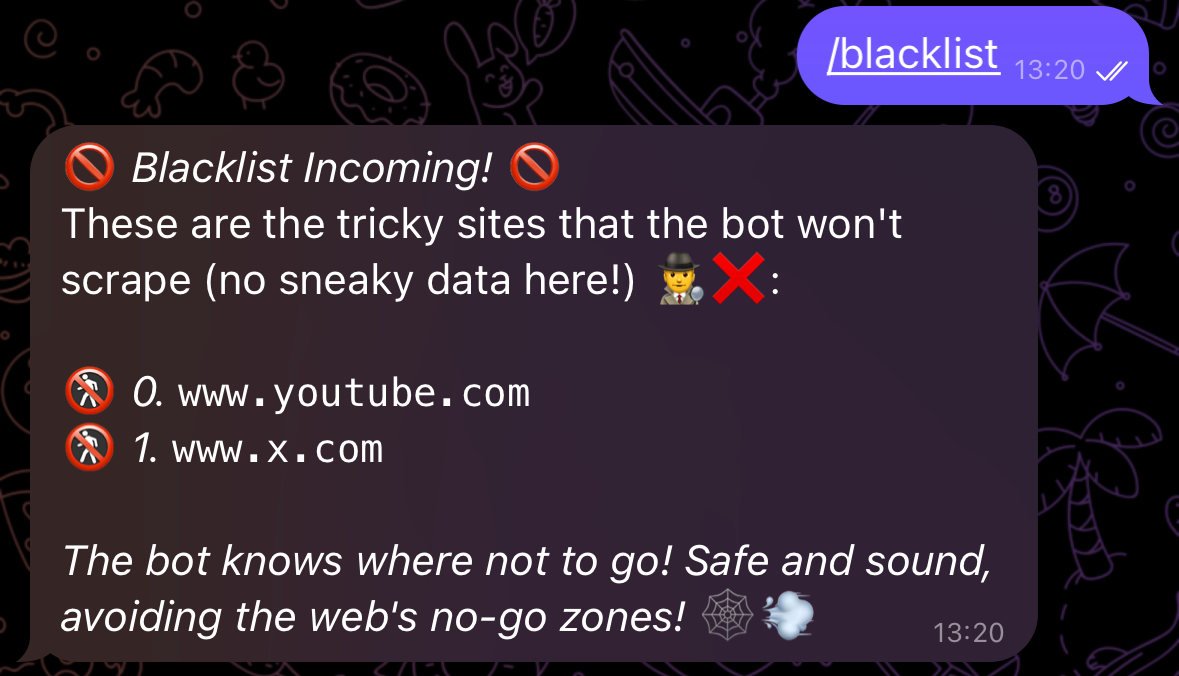 /blacklist 13:20
🚫 Blacklist Incoming! 🚫
These are the tricky sites that the bot won't
scrape (no sneaky data here!) 🕵️❌:
🚷 0. www.youtube.com
🚷 1. www.x.com
The bot knows where not to go! Safe and sound,
avoiding the web's no-go zones! 🕸️💨
13:20